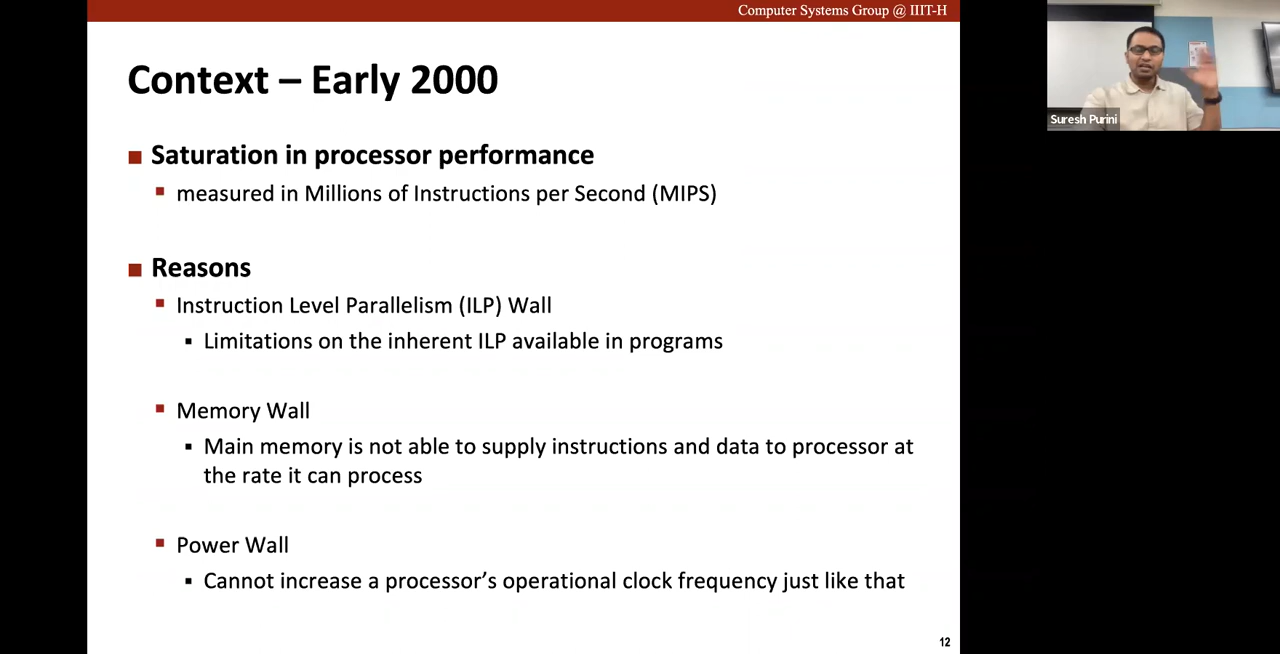 Computer Systems Group @ IIIT-H
Context – Early 2000
Saturation in processor performance
measured in Millions of Instructions per Second (MIPS)
Reasons
Instruction Level Parallelism (ILP) Wall
Limitations on the inherent ILP available in programs
Memory Wall
Main memory is not able to supply instructions and data to processor at
the rate it can process
Power Wall
Cannot increase a processor's operational clock frequency just like that
12
Suresh Purini